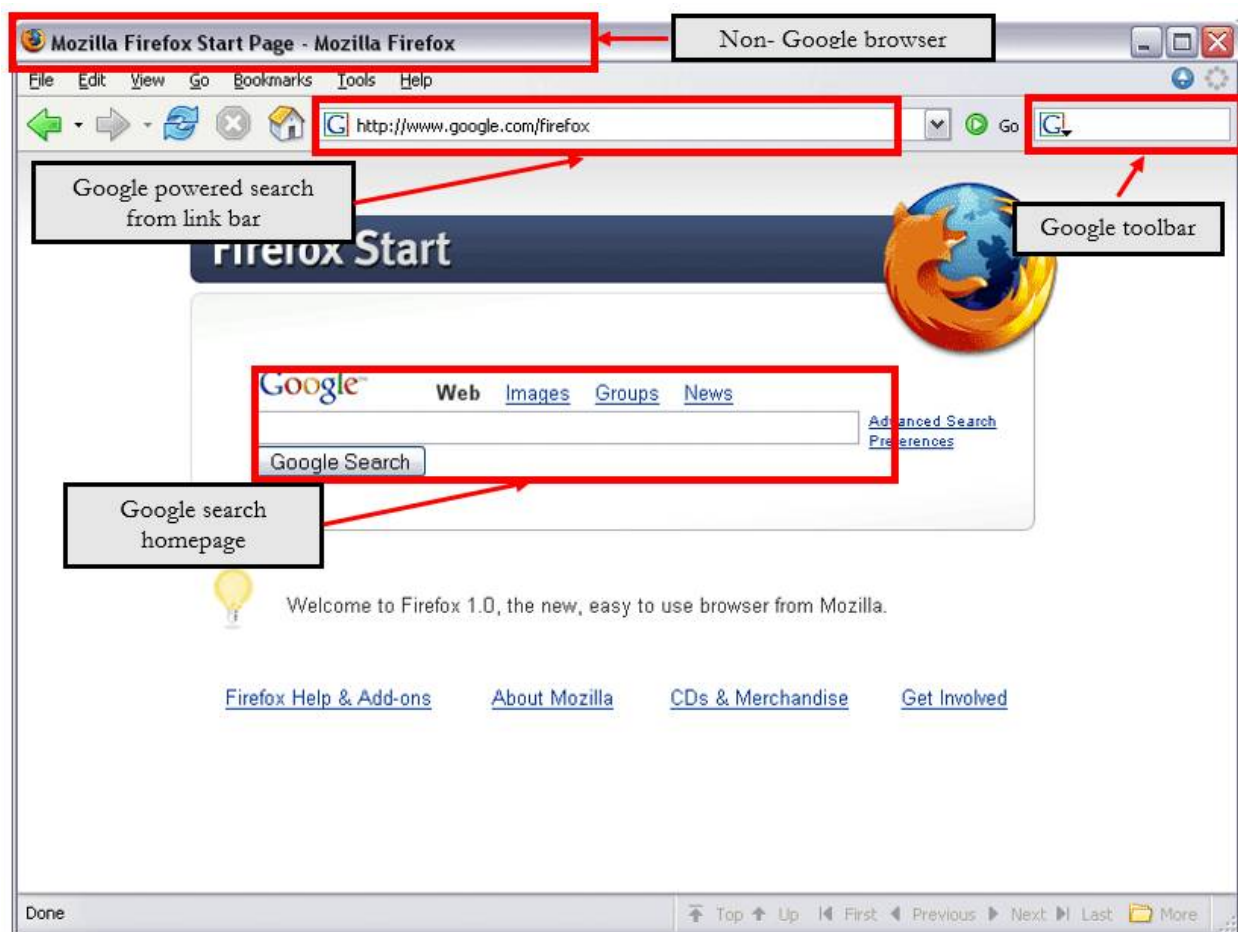 Mozilla Firefox Start Page - Mozilla Firefox
Non- Google browser
File Edit View Go Bookmarks Tools Help
http://www.google.com/firefox
Go
G
Google powered search
from link bar
Google toolbar
Firefox Start
Google
Web Images Groups News
Advanced Search
Preferences
Google Search
Google search
homepage
Welcome to Firefox 1.0, the new, easy to use browser from Mozilla.
Firefox Help & Add-ons About Mozilla CDs & Merchandise Get Involved
Done
Top Up First Previous Next Last More